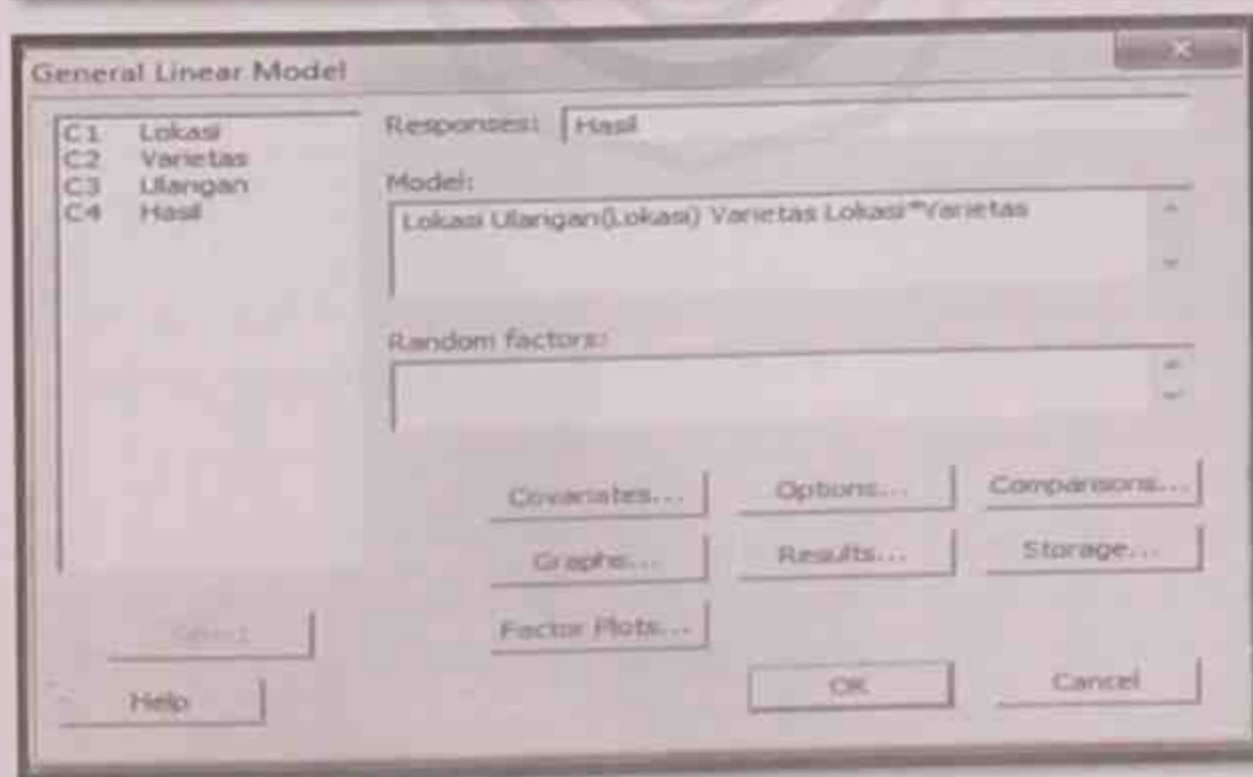 General Linear Model
C1 Lokasi
C2 Varietas
C3 Ulangan
C4 Hasil
Responses: Hasil
Model:
Lokasi Ulangan(Lokasi) Varietas Lokasi*Varietas
Random factors:
Covariates... Options... Comparisons...
Graphs... Results... Storage...
Select
Factor Plots...
Help
OK Cancel